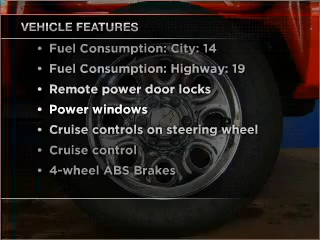 VEHICLE FEATURES
• Fuel Consumption: City: 14
• Fuel Consumption: Highway: 19
• Remote power door locks
• Power windows
• Cruise controls on steering wheel
• Cruise control
• 4-wheel ABS Brakes